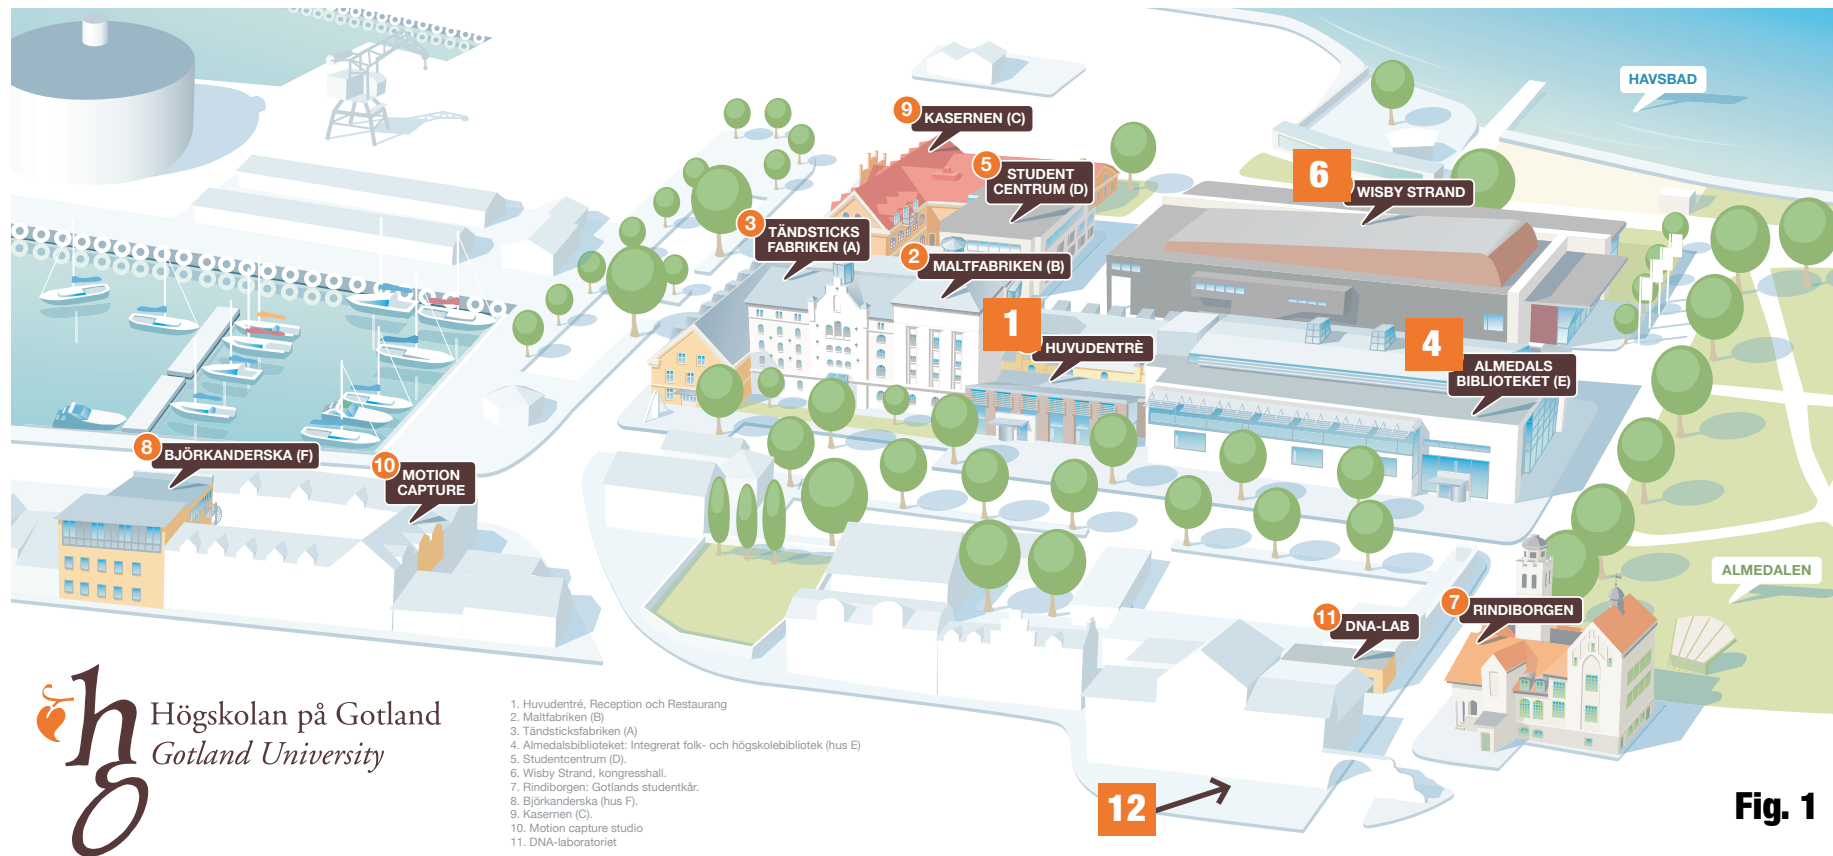 HAVSBAD
9
KASERNEN (C)
5
STUDENT
CENTRUM (D)
6
WISBY STRAND
3
TÄNDSTICKS
FABRIKEN (A)
2
MALTFABRIKEN (B)
1
HUVUDENTRÈ
4
ALMEDALS
BIBLIOTEKET (E)
8
BJÖRKANDERSKA (F)
10
MOTION
CAPTURE
ALMEDALEN
7
RINDIBORGEN
11
DNA-LAB
hg
Högskolan på Gotland
Gotland University
1. Huvudentré, Reception och Restaurang
2. Maltfabriken (B)
3. Tändsticksfabriken (A)
4. Almedalsbiblioteket: Integrerat folk- och högskolebibliotek (hus E)
5. Studentcentrum (D).
6. Wisby Strand, kongresshall.
7. Rindiborgen: Gotlands studentkår.
8. Björkanderska (hus F).
9. Kasernen (C).
10. Motion capture studio
11. DNA-laboratoriet
12
Fig. 1